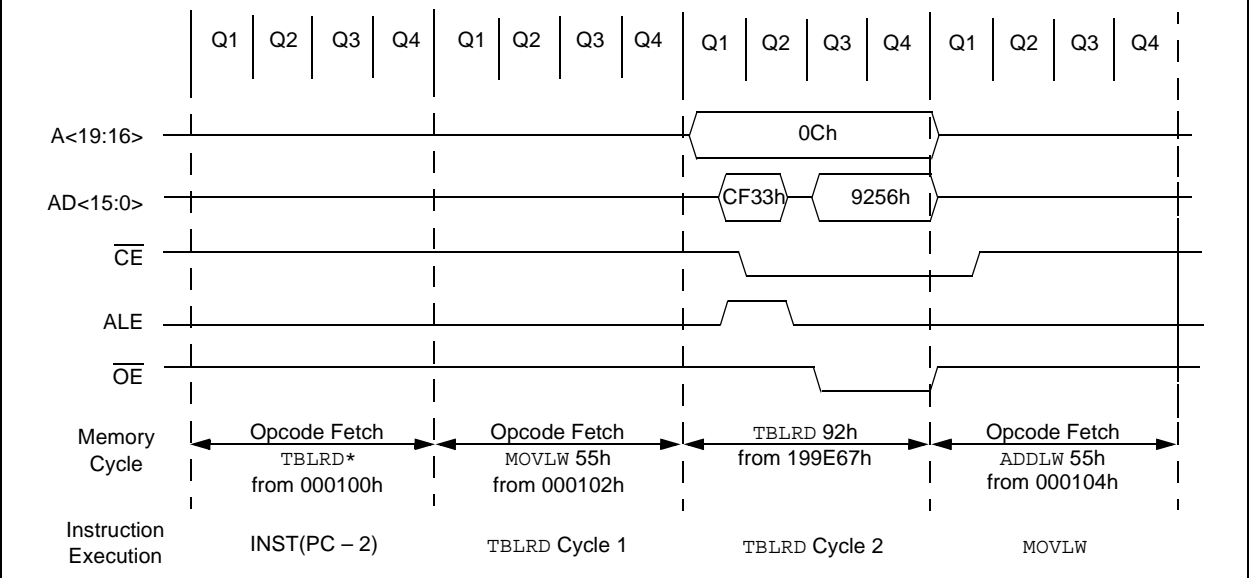 Q1 Q2 Q3 Q4 Q1 Q2 Q3 Q4 Q1 Q2 Q3 Q4 Q1 Q2 Q3 Q4
A<19:16> 0Ch
AD<15:0> CF33h 9256h
CE
ALE
OE
Memory Cycle
Opcode Fetch
TBLRD*
from 000100h
Opcode Fetch
MOVLW 55h
from 000102h
TBLRD 92h
from 199E67h
Opcode Fetch
ADDLW 55h
from 000104h
Instruction Execution
INST(PC – 2)
TBLRD Cycle 1
TBLRD Cycle 2
MOVLW